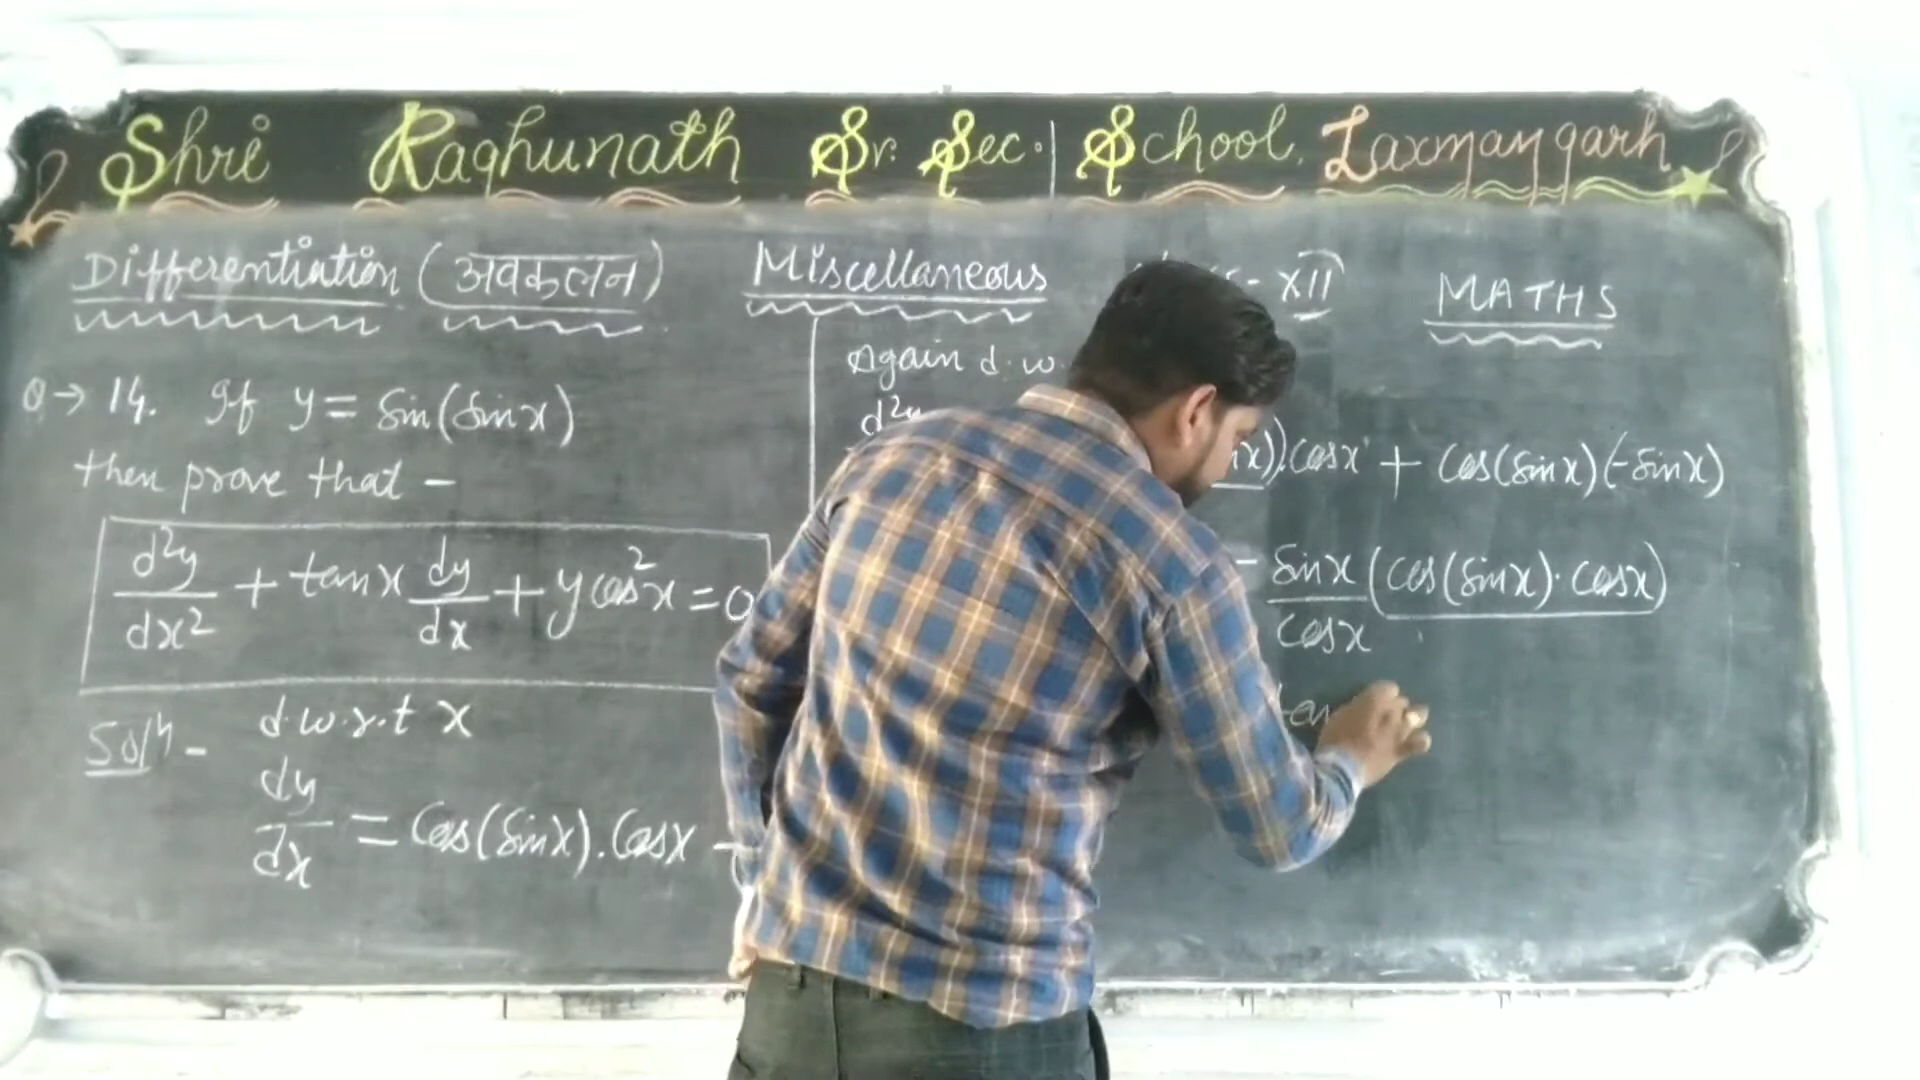 Shri Raghunath Sr. Sec. School, Laxmangarh
Differentiation (अवकलन)
Miscellaneous
- XII
MATHS
Q → 14. If y = Sin(Sinx)
then prove that -
d²y/dx² + tanx dy/dx + y cos²x = 0
Solⁿ - d.w.r.t x
dy/dx = Cos(Sinx).Cosx
Again d.w.
d²y
x)).Cosx + Cos(Sinx)(-Sinx)
- Sinx/Cosx (Cos(Sinx).Cosx)
tan